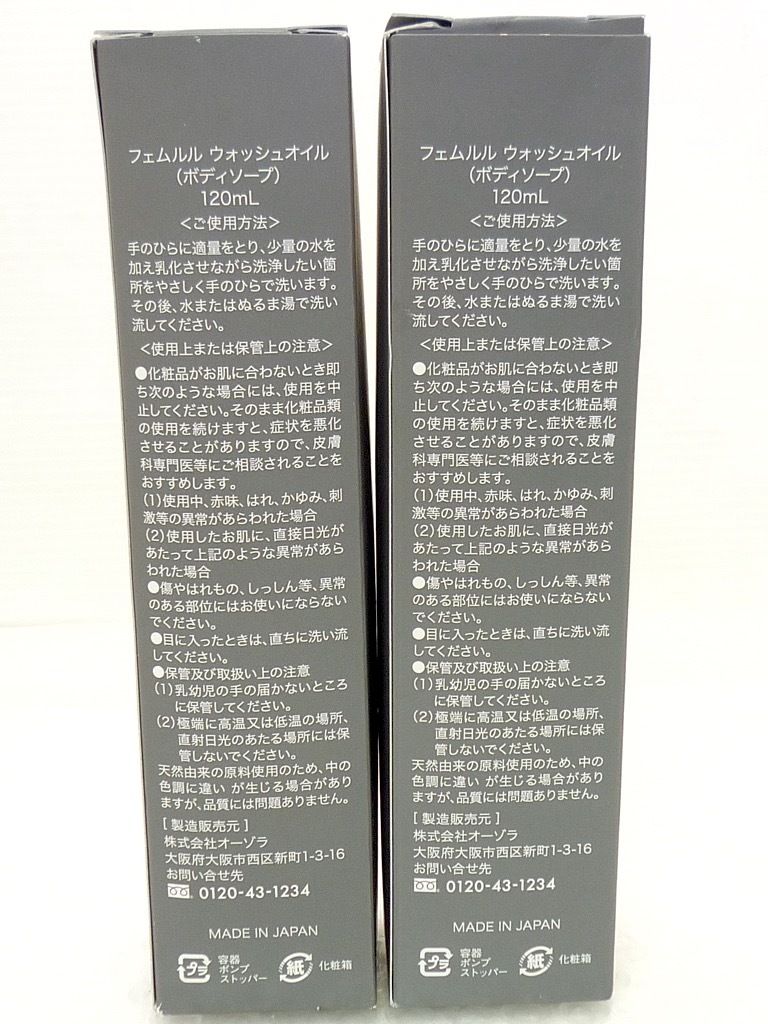 フェムルル ウォッシュオイル
（ボディソープ）
120mL
＜ご使用方法＞
手のひらに適量をとり、少量の水を
加え乳化させながら洗浄したい箇
所をやさしく手のひらで洗います。
その後、水またはぬるま湯で洗い
流してください。
＜使用上または保管上の注意＞
●化粧品がお肌に合わないとき即
ち次のような場合には、使用を中
止してください。そのまま化粧品類
の使用を続けますと、症状を悪化
させることがありますので、皮膚
科専門医等にご相談されることを
おすすめします。
（1）使用中、赤味、はれ、かゆみ、刺
激等の異常があらわれた場合
（2）使用したお肌に、直接日光が
あたって上記のような異常があら
われた場合
●傷やはれもの、しっしん等、異常
のある部位にはお使いにならない
でください。
●目に入ったときは、直ちに洗い流
してください。
●保管及び取扱い上の注意
（1）乳幼児の手の届かないところ
に保管してください。
（2）極端に高温又は低温の場所、
直射日光のあたる場所には保
管しないでください。
天然由来の原料使用のため、中の
色調に違い が生じる場合があり
ますが、品質には問題ありません。
［ 製造販売元 ］
株式会社オーゾラ
大阪府大阪市西区新町1-3-16
お問い合せ先
0120-43-1234
MADE IN JAPAN
プラ
容器
ポンプ
ストッパー
紙
化粧箱
フェムルル ウォッシュオイル
（ボディソープ）
120mL
＜ご使用方法＞
手のひらに適量をとり、少量の水を
加え乳化させながら洗浄したい箇
所をやさしく手のひらで洗います。
その後、水またはぬるま湯で洗い
流してください。
＜使用上または保管上の注意＞
●化粧品がお肌に合わないとき即
ち次のような場合には、使用を中
止してください。そのまま化粧品類
の使用を続けますと、症状を悪化
させることがありますので、皮膚
科専門医等にご相談されることを
おすすめします。
（1）使用中、赤味、はれ、かゆみ、刺
激等の異常があらわれた場合
（2）使用したお肌に、直接日光が
あたって上記のような異常があら
われた場合
●傷やはれもの、しっしん等、異常
のある部位にはお使いにならない
でください。
●目に入ったときは、直ちに洗い流
してください。
●保管及び取扱い上の注意
（1）乳幼児の手の届かないところ
に保管してください。
（2）極端に高温又は低温の場所、
直射日光のあたる場所には保
管しないでください。
天然由来の原料使用のため、中の
色調に違い が生じる場合があり
ますが、品質には問題ありません。
［ 製造販売元 ］
株式会社オーゾラ
大阪府大阪市西区新町1-3-16
お問い合せ先
0120-43-1234
MADE IN JAPAN
プラ
容器
ポンプ
ストッパー
紙
化粧箱